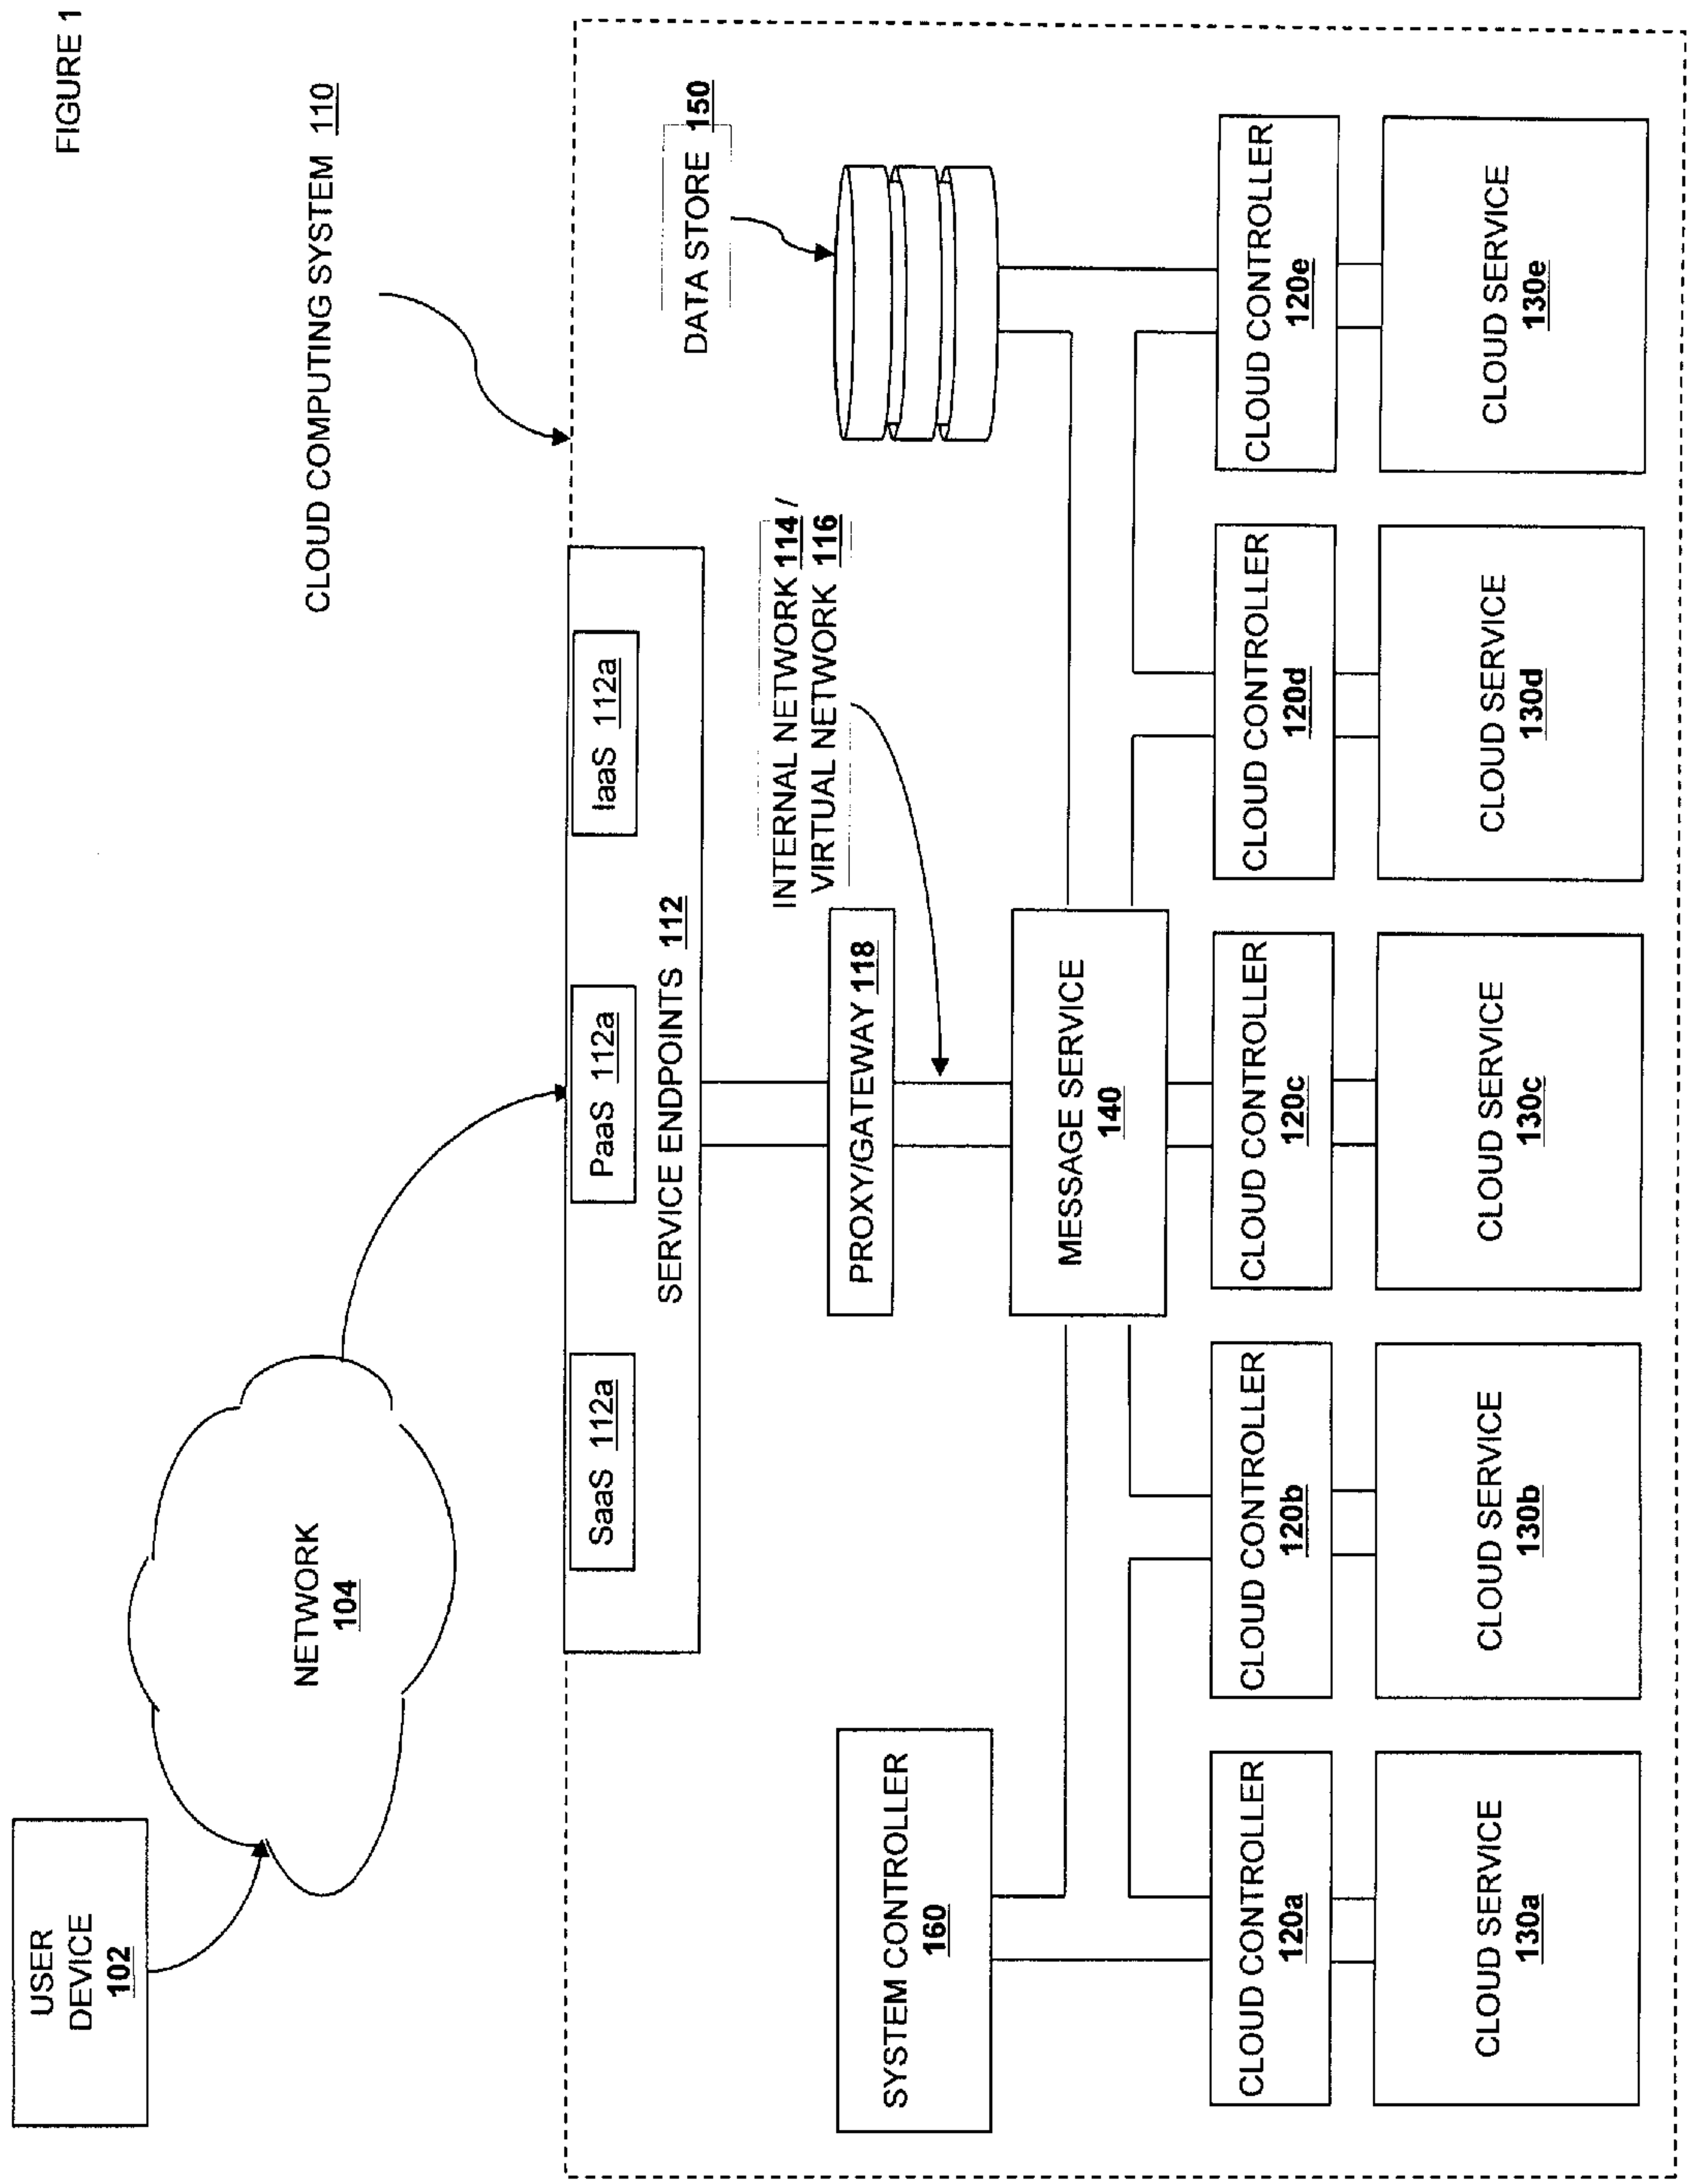 FIGURE 1
USER
DEVICE
102
NETWORK
104
CLOUD COMPUTING SYSTEM 110
SaaS 112a
PaaS 112a
IaaS 112a
SERVICE ENDPOINTS 112
DATA STORE 150
INTERNAL NETWORK 114 /
VIRTUAL NETWORK 116
PROXY/GATEWAY 118
SYSTEM CONTROLLER
160
MESSAGE SERVICE
140
CLOUD CONTROLLER
120a
CLOUD CONTROLLER
120b
CLOUD CONTROLLER
120c
CLOUD CONTROLLER
120d
CLOUD CONTROLLER
120e
CLOUD SERVICE
130a
CLOUD SERVICE
130b
CLOUD SERVICE
130c
CLOUD SERVICE
130d
CLOUD SERVICE
130e